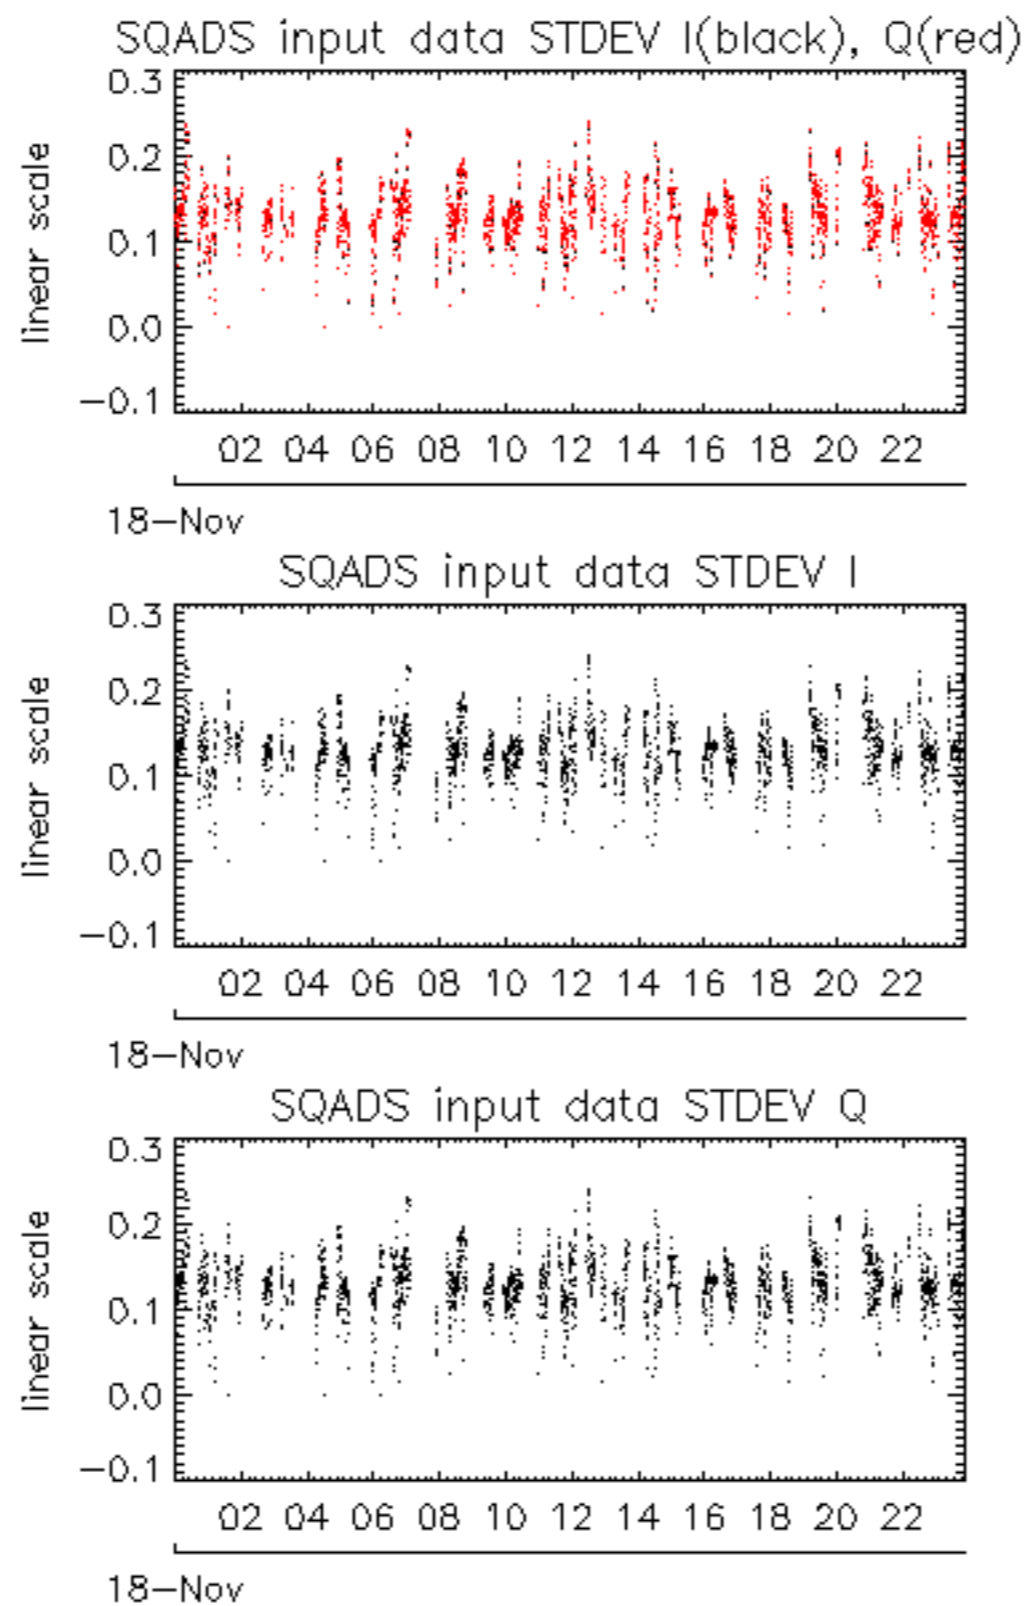 SQADS input data STDEV I(black), Q(red)
0.3
0.2
0.1
0.0
−0.1
linear scale
02 04 06 08 10 12 14 16 18 20 22
18−Nov
SQADS input data STDEV I
0.3
0.2
0.1
0.0
−0.1
linear scale
02 04 06 08 10 12 14 16 18 20 22
18−Nov
SQADS input data STDEV Q
0.3
0.2
0.1
0.0
−0.1
linear scale
02 04 06 08 10 12 14 16 18 20 22
18−Nov